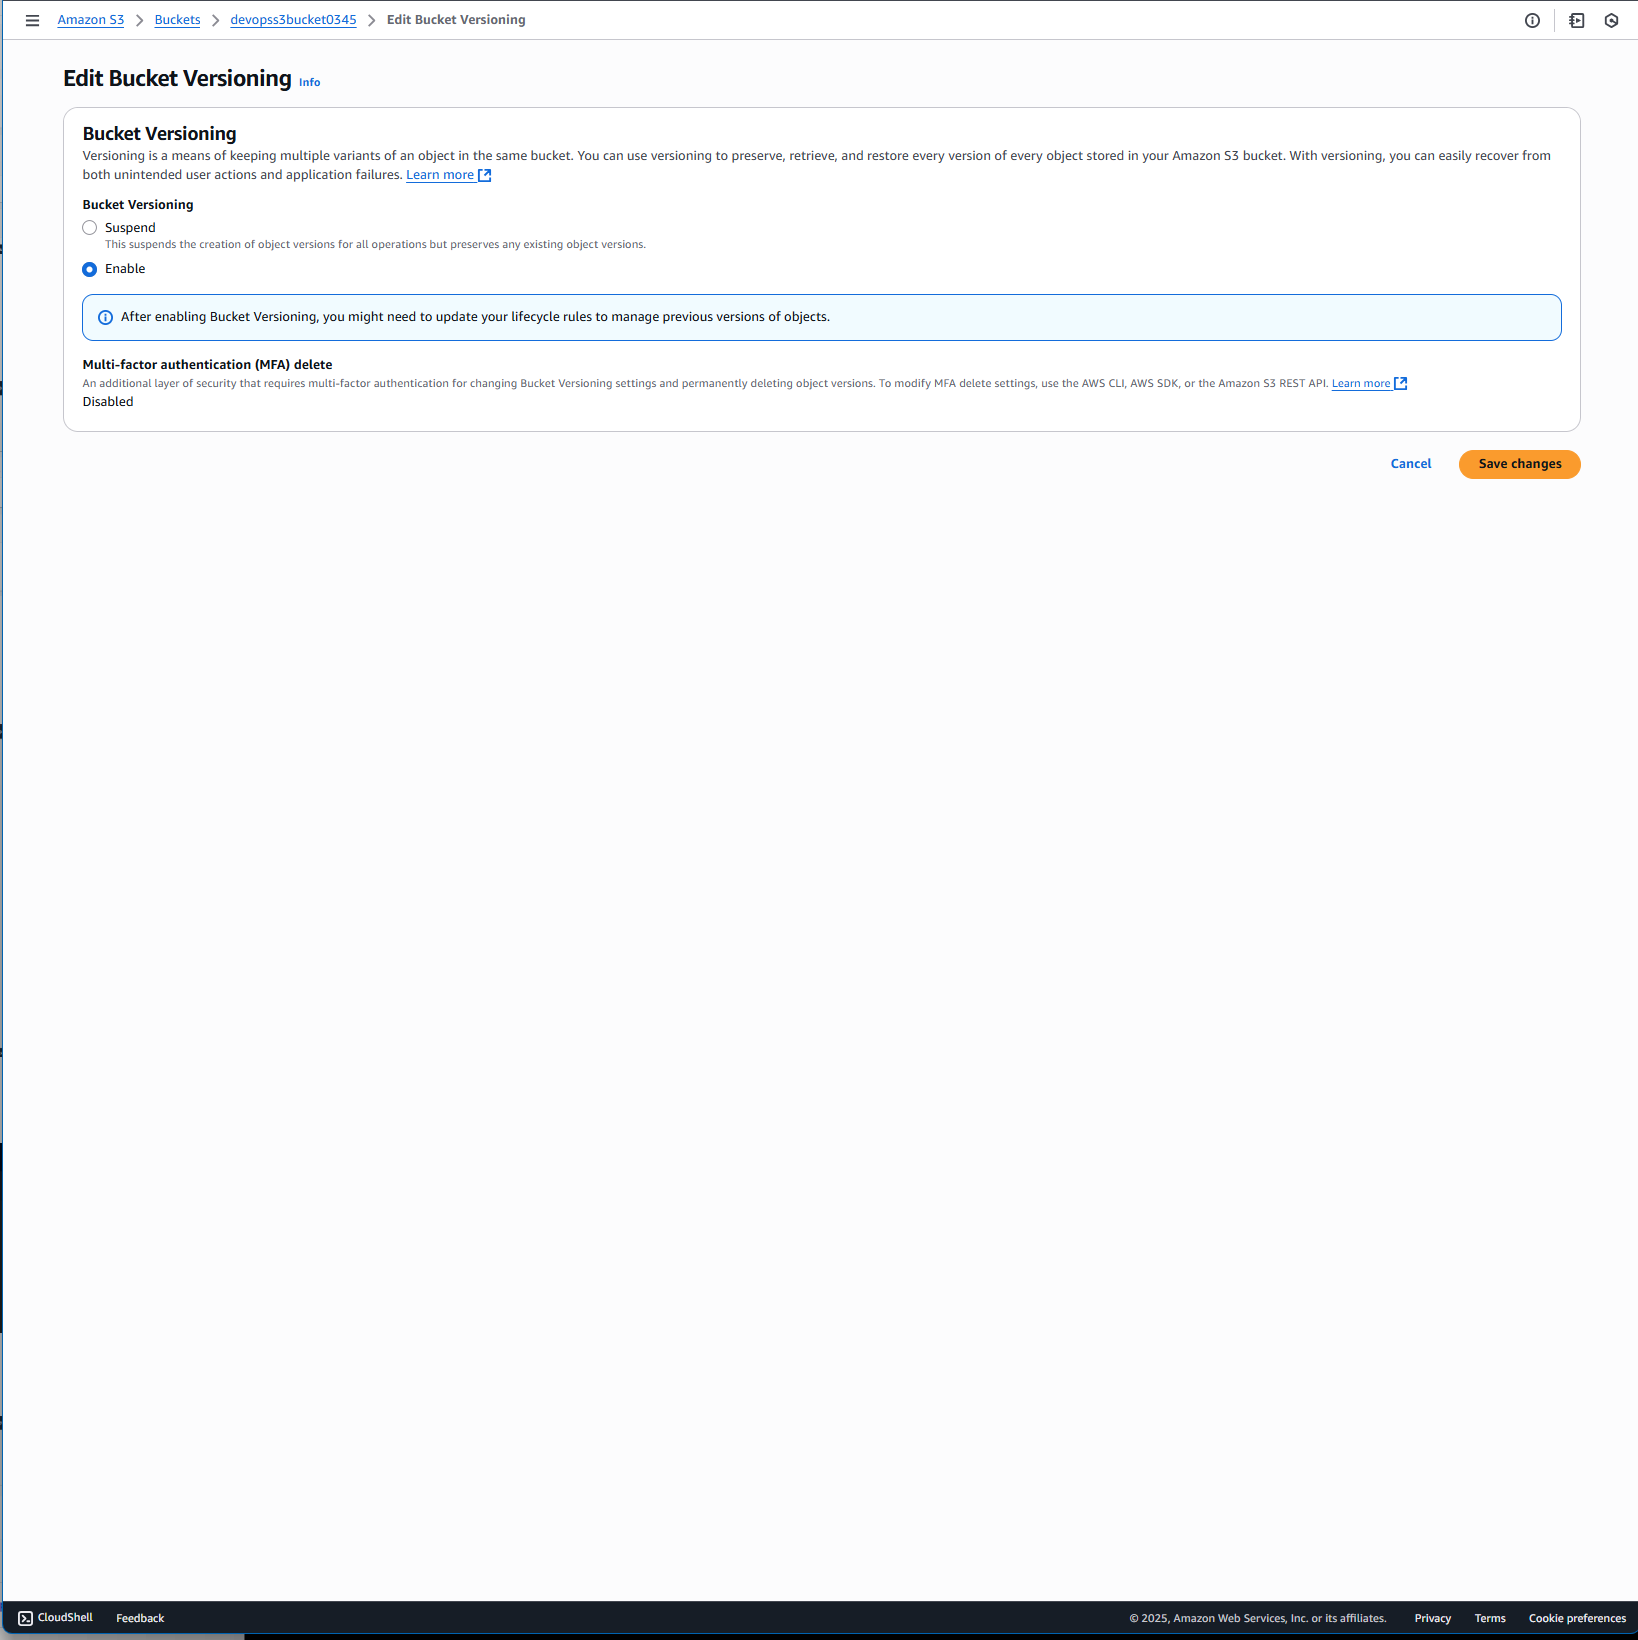 Amazon S3 > Buckets > devopss3bucket0345 > Edit Bucket Versioning
Edit Bucket Versioning Info
Bucket Versioning
Versioning is a means of keeping multiple variants of an object in the same bucket. You can use versioning to preserve, retrieve, and restore every version of every object stored in your Amazon S3 bucket. With versioning, you can easily recover from
both unintended user actions and application failures. Learn more
Bucket Versioning
Suspend
This suspends the creation of object versions for all operations but preserves any existing object versions.
Enable
After enabling Bucket Versioning, you might need to update your lifecycle rules to manage previous versions of objects.
Multi-factor authentication (MFA) delete
An additional layer of security that requires multi-factor authentication for changing Bucket Versioning settings and permanently deleting object versions. To modify MFA delete settings, use the AWS CLI, AWS SDK, or the Amazon S3 REST API. Learn more
Disabled
Cancel Save changes
CloudShell Feedback © 2025, Amazon Web Services, Inc. or its affiliates. Privacy Terms Cookie preferences